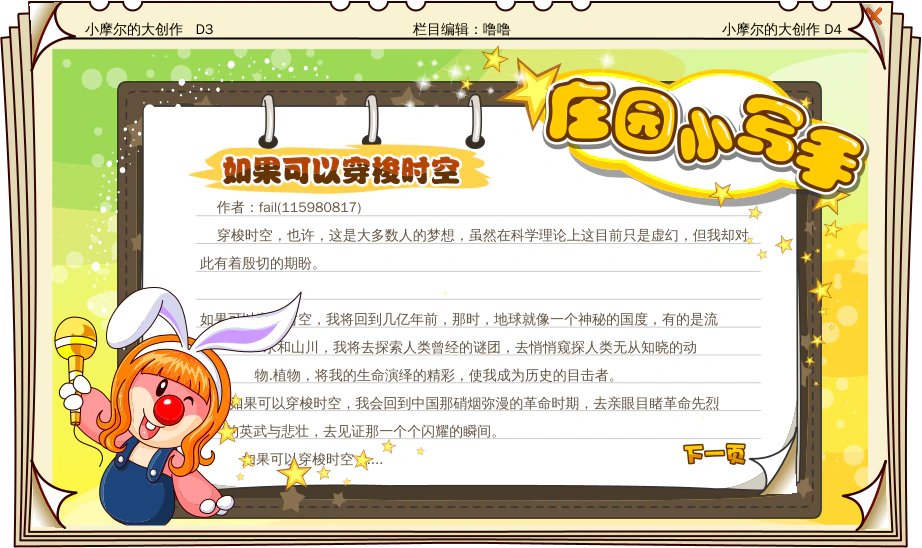 小摩尔的大创作 D3
栏目编辑：噜噜
小摩尔的大创作 D4
庄园小写手
如果可以穿梭时空
作者：fail(115980817)
穿梭时空，也许，这是大多数人的梦想，虽然在科学理论上这目前只是虚幻，但我却对
此有着殷切的期盼。
如果可以 时空，我将回到几亿年前，那时，地球就像一个神秘的国度，有的是流
水和山川，我将去探索人类曾经的谜团，去悄悄窥探人类无从知晓的动
物.植物，将我的生命演绎的精彩，使我成为历史的目击者。
如果可以穿梭时空，我会回到中国那硝烟弥漫的革命时期，去亲眼目睹革命先烈
的英武与悲壮，去见证那一个个闪耀的瞬间。
如果可以穿梭时空......
下一页